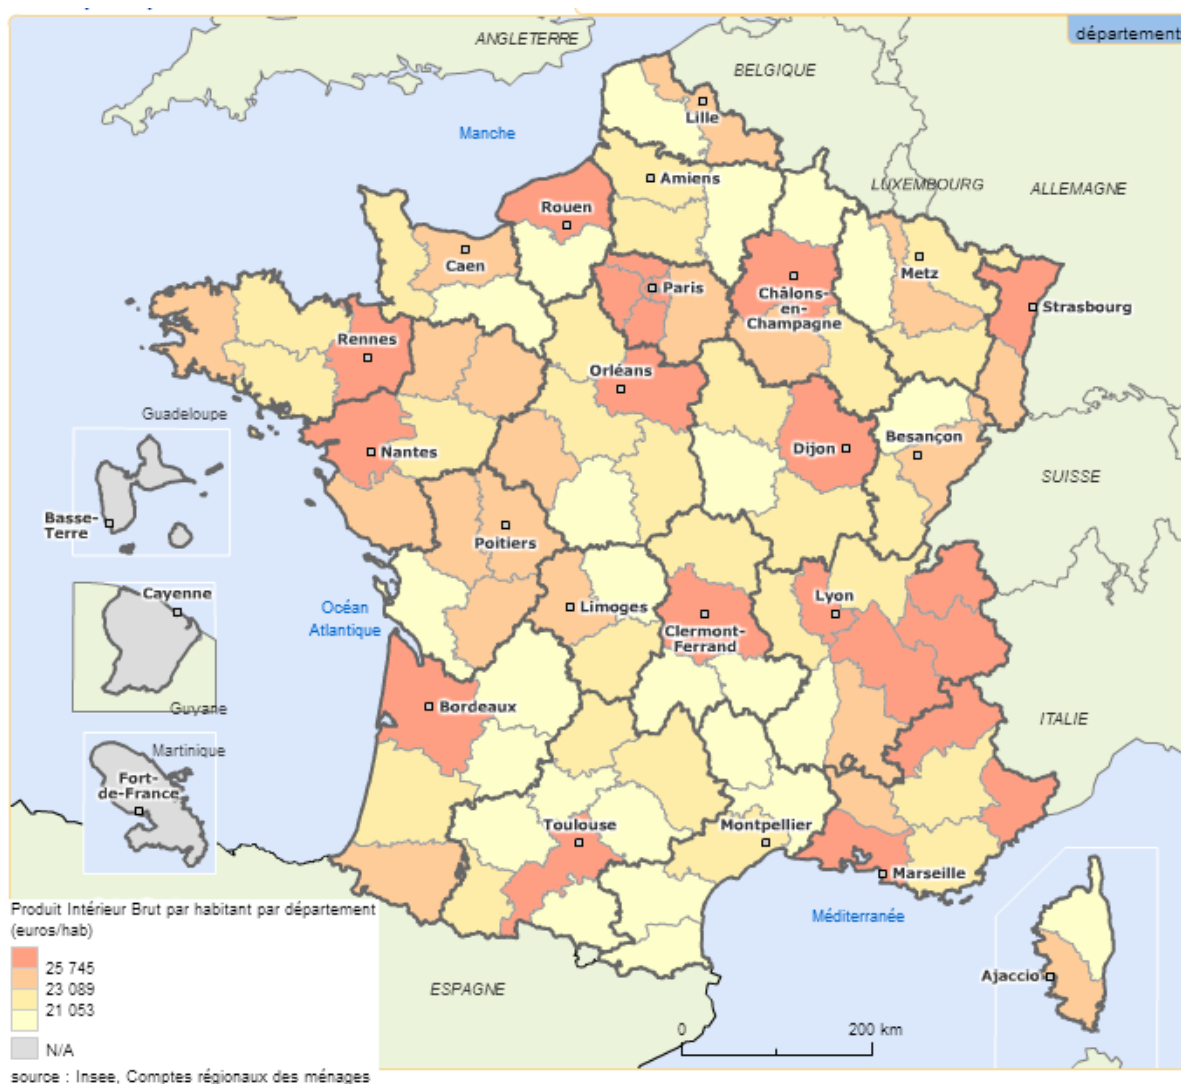 département
ANGLETERRE
BELGIQUE
Lille
Manche
Amiens
LUXEMBOURG
ALLEMAGNE
Rouen
Caen
Metz
Paris
Châlons-
en-
Champagne
Strasbourg
Rennes
Orléans
Guadeloupe
Nantes
Dijon
Besançon
SUISSE
Basse-
Terre
Poitiers
Cayenne
Océan
Atlantique
Limoges
Lyon
Clermont-
Ferrand
Guyane
Bordeaux
ITALIE
Martinique
Fort-
de-France
Toulouse
Montpellier
Marseille
Méditerranée
Ajaccio
ESPAGNE
Produit Intérieur Brut par habitant par département
(euros/hab)
25 745
23 089
21 053
N/A
0 200 km
source : Insee, Comptes régionaux des ménages